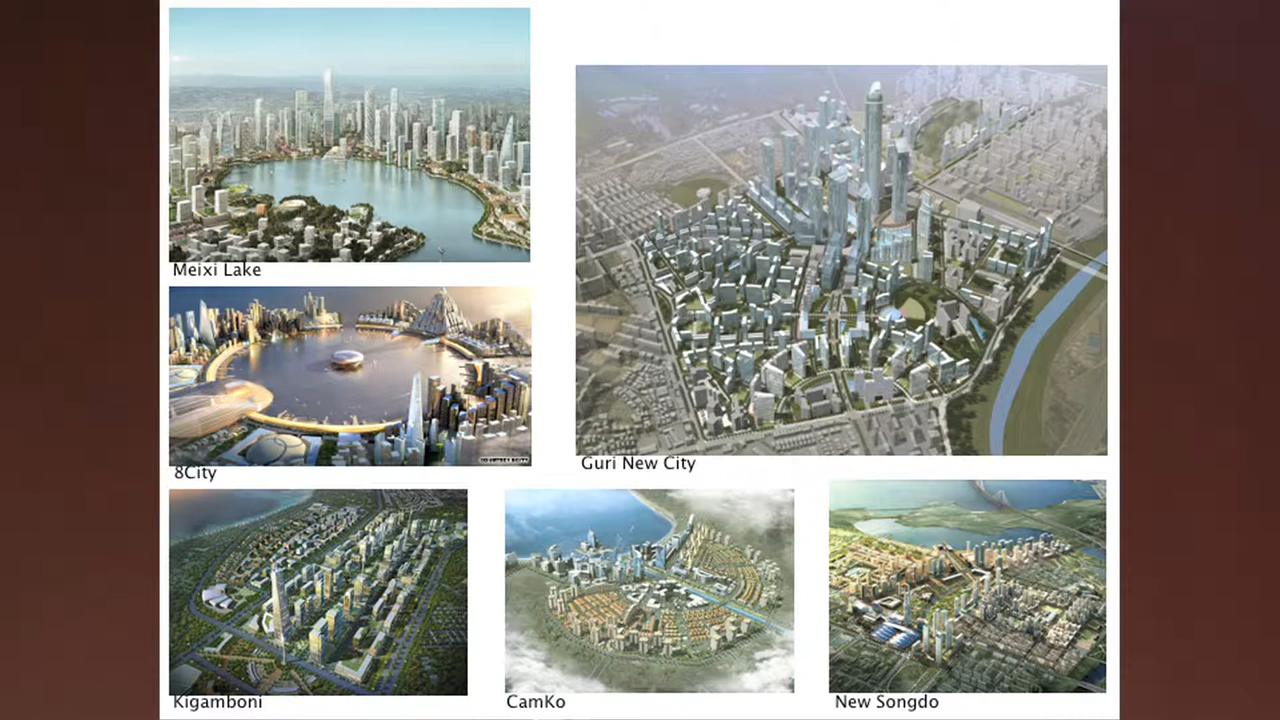 Meixi Lake
8City
Guri New City
Kigamboni
CamKo
New Songdo